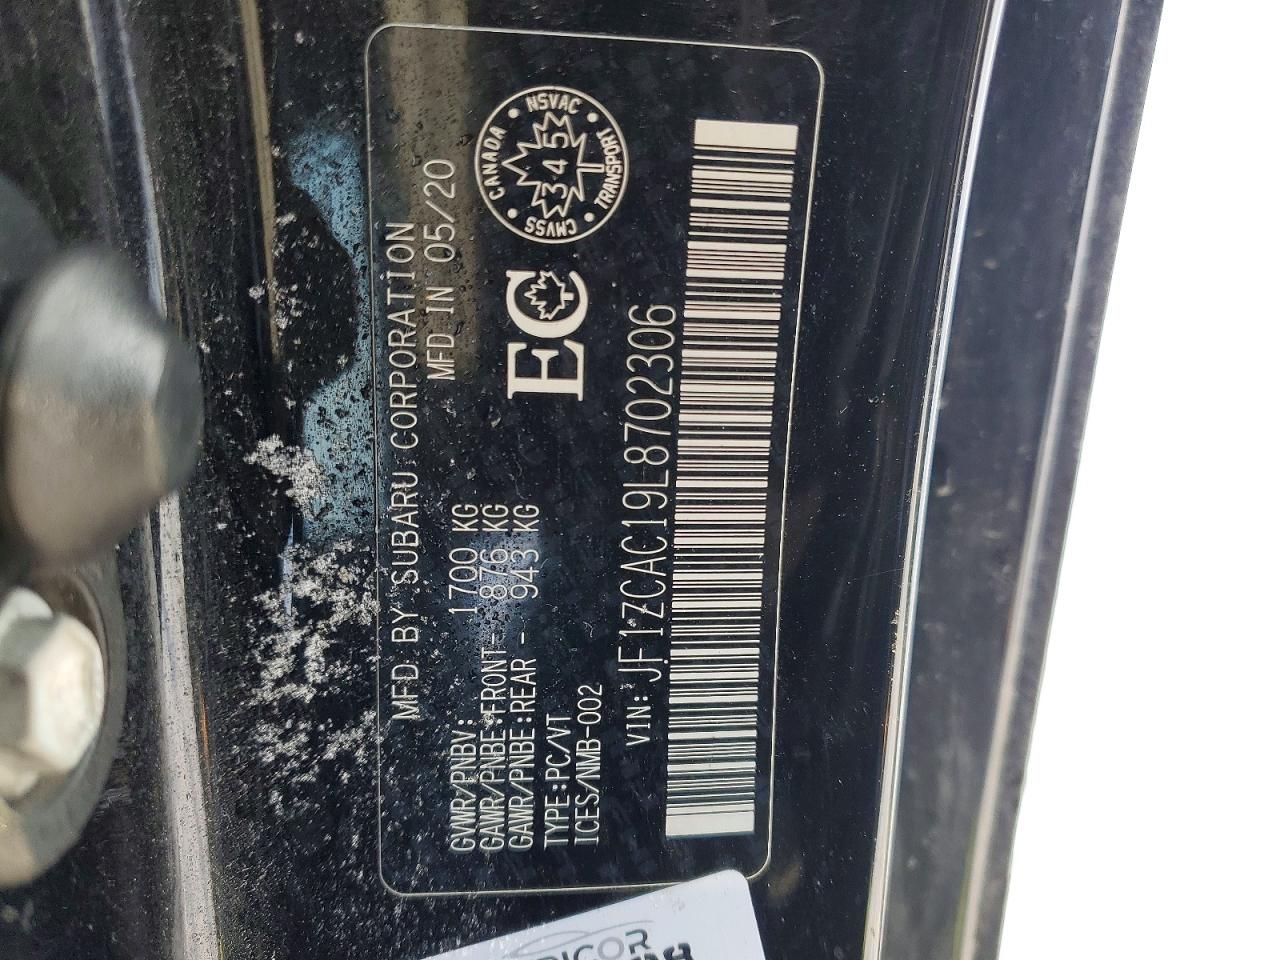 MFD BY SUBARU CORPORATION
MFD IN 05/20
GVWR/PNBV: 1700 KG
GAWR/PNBE:FRONT- 876 KG
GAWR/PNBE:REAR - 943 KG
TYPE:PC/VT
ICES/NMB-002
EC
CANADA • NSVAC • TRANSPORT • CMVSS •
345
VIN: JF1ZCAC19L8702306